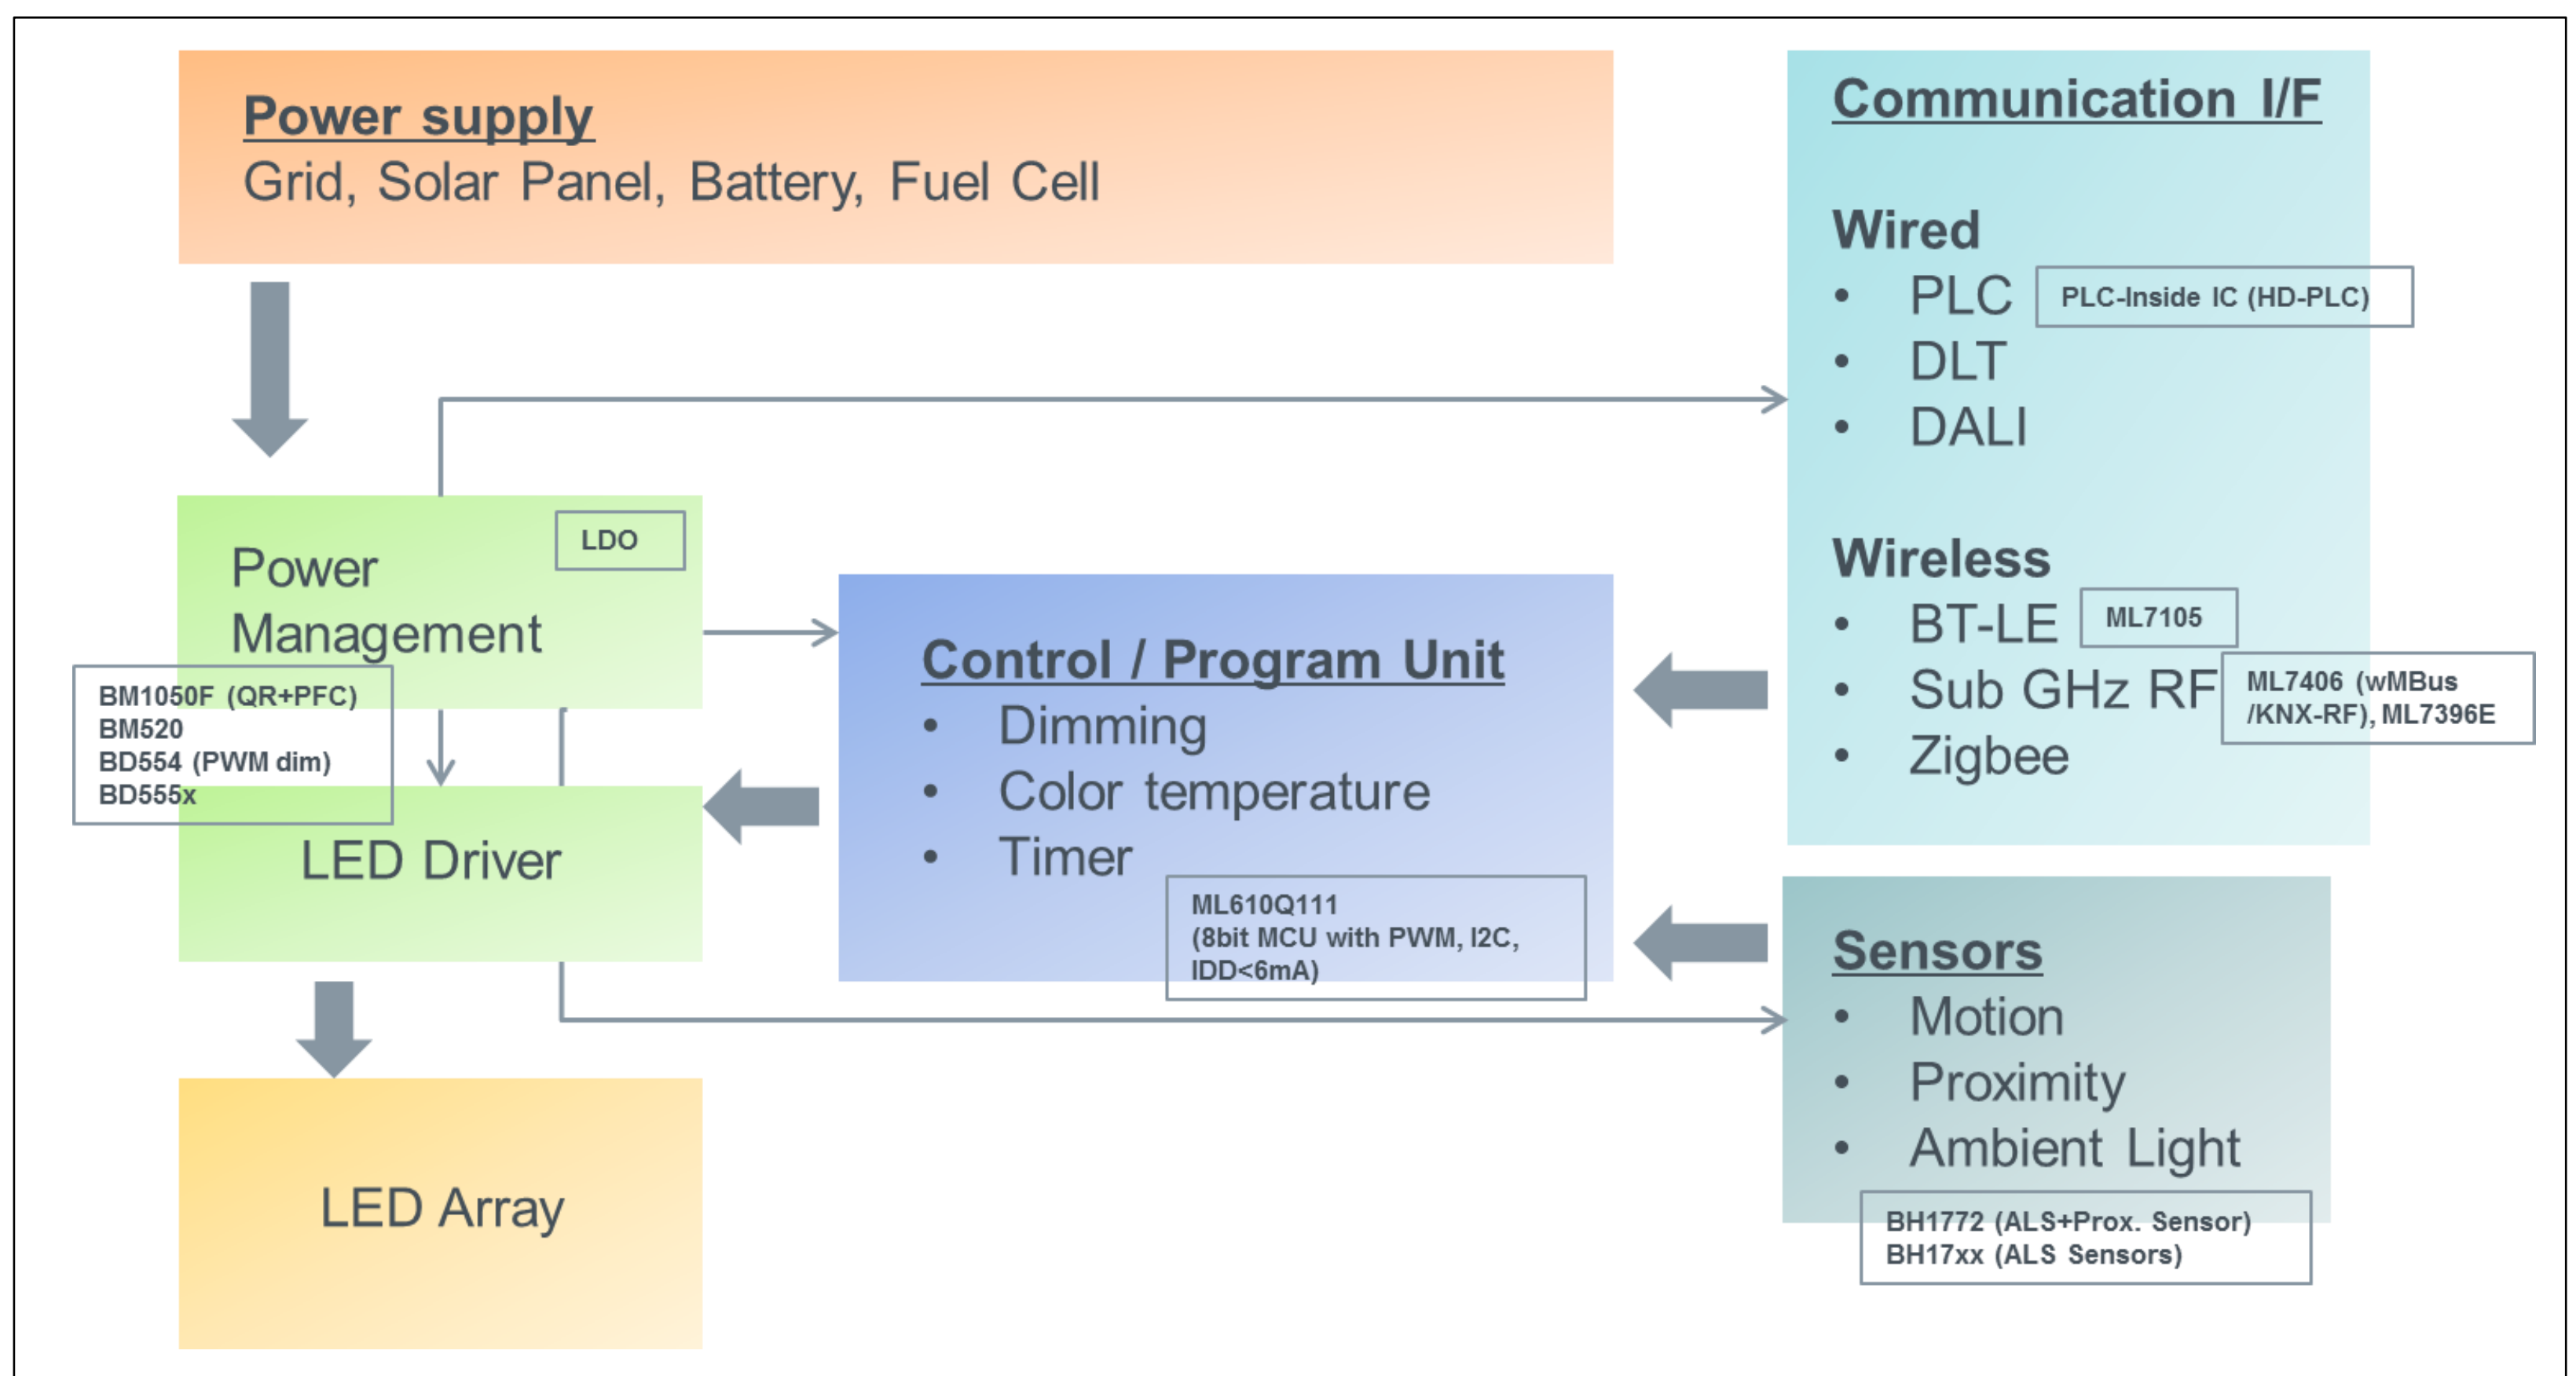 Power supply
Grid, Solar Panel, Battery, Fuel Cell
Communication I/F
Wired
• PLC
PLC-Inside IC (HD-PLC)
• DLT
• DALI
Wireless
• BT-LE
ML7105
• Sub GHz RF
ML7406 (wMBus
/KNX-RF), ML7396E
• Zigbee
Power
Management
LDO
BM1050F (QR+PFC)
BM520
BD554 (PWM dim)
BD555x
LED Driver
Control / Program Unit
• Dimming
• Color temperature
• Timer
ML610Q111
(8bit MCU with PWM, I2C,
IDD<6mA)
Sensors
• Motion
• Proximity
• Ambient Light
BH1772 (ALS+Prox. Sensor)
BH17xx (ALS Sensors)
LED Array